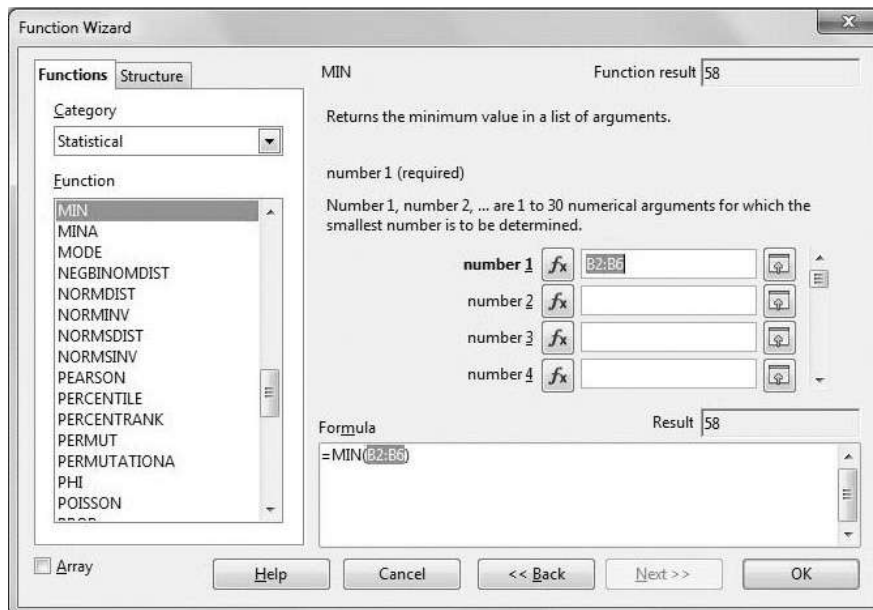 Function Wizard
Functions Structure
Category
Statistical
Function
MIN
MINA
MODE
NEGBINOMDIST
NORMDIST
NORMINV
NORMSDIST
NORMSINV
PEARSON
PERCENTILE
PERCENTRANK
PERMUT
PERMUTATIONA
PHI
POISSON
Array
MIN
Function result 58
Returns the minimum value in a list of arguments.
number 1 (required)
Number 1, number 2, ... are 1 to 30 numerical arguments for which the
smallest number is to be determined.
number 1 fx B2:B6
number 2 fx
number 3 fx
number 4 fx
Formula Result 58
=MIN(B2:B6)
Help Cancel << Back Next >> OK